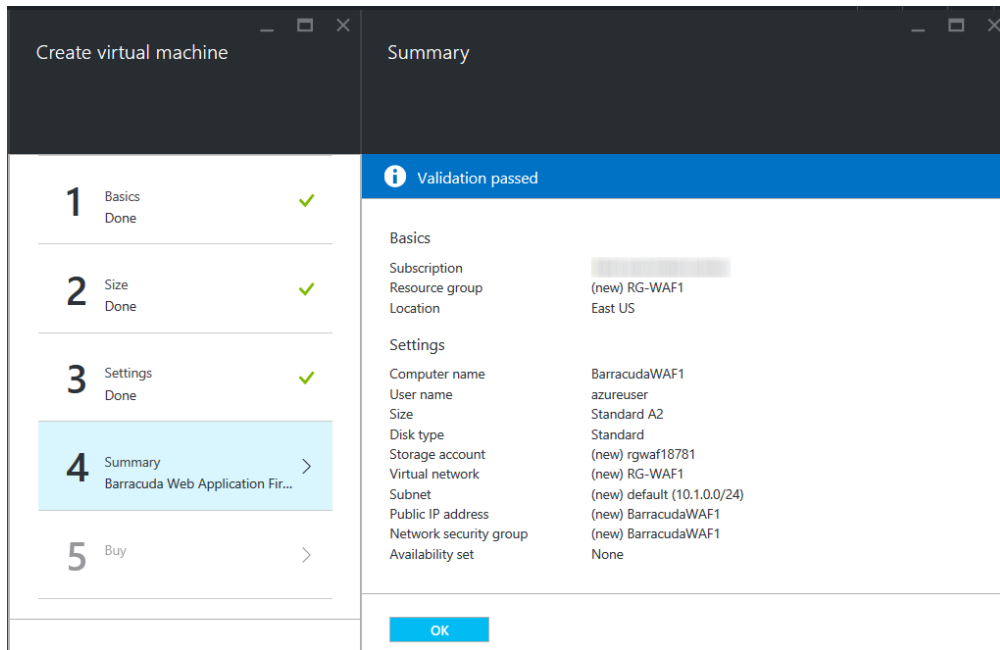 Create virtual machine
1
Basics
Done
2
Size
Done
3
Settings
Done
4
Summary
Barracuda Web Application Fir...
5
Buy
Summary
Validation passed
Basics
Subscription
Resource group (new) RG-WAF1
Location East US
Settings
Computer name BarracudaWAF1
User name azureuser
Size Standard A2
Disk type Standard
Storage account (new) rgwaf18781
Virtual network (new) RG-WAF1
Subnet (new) default (10.1.0.0/24)
Public IP address (new) BarracudaWAF1
Network security group (new) BarracudaWAF1
Availability set None
OK